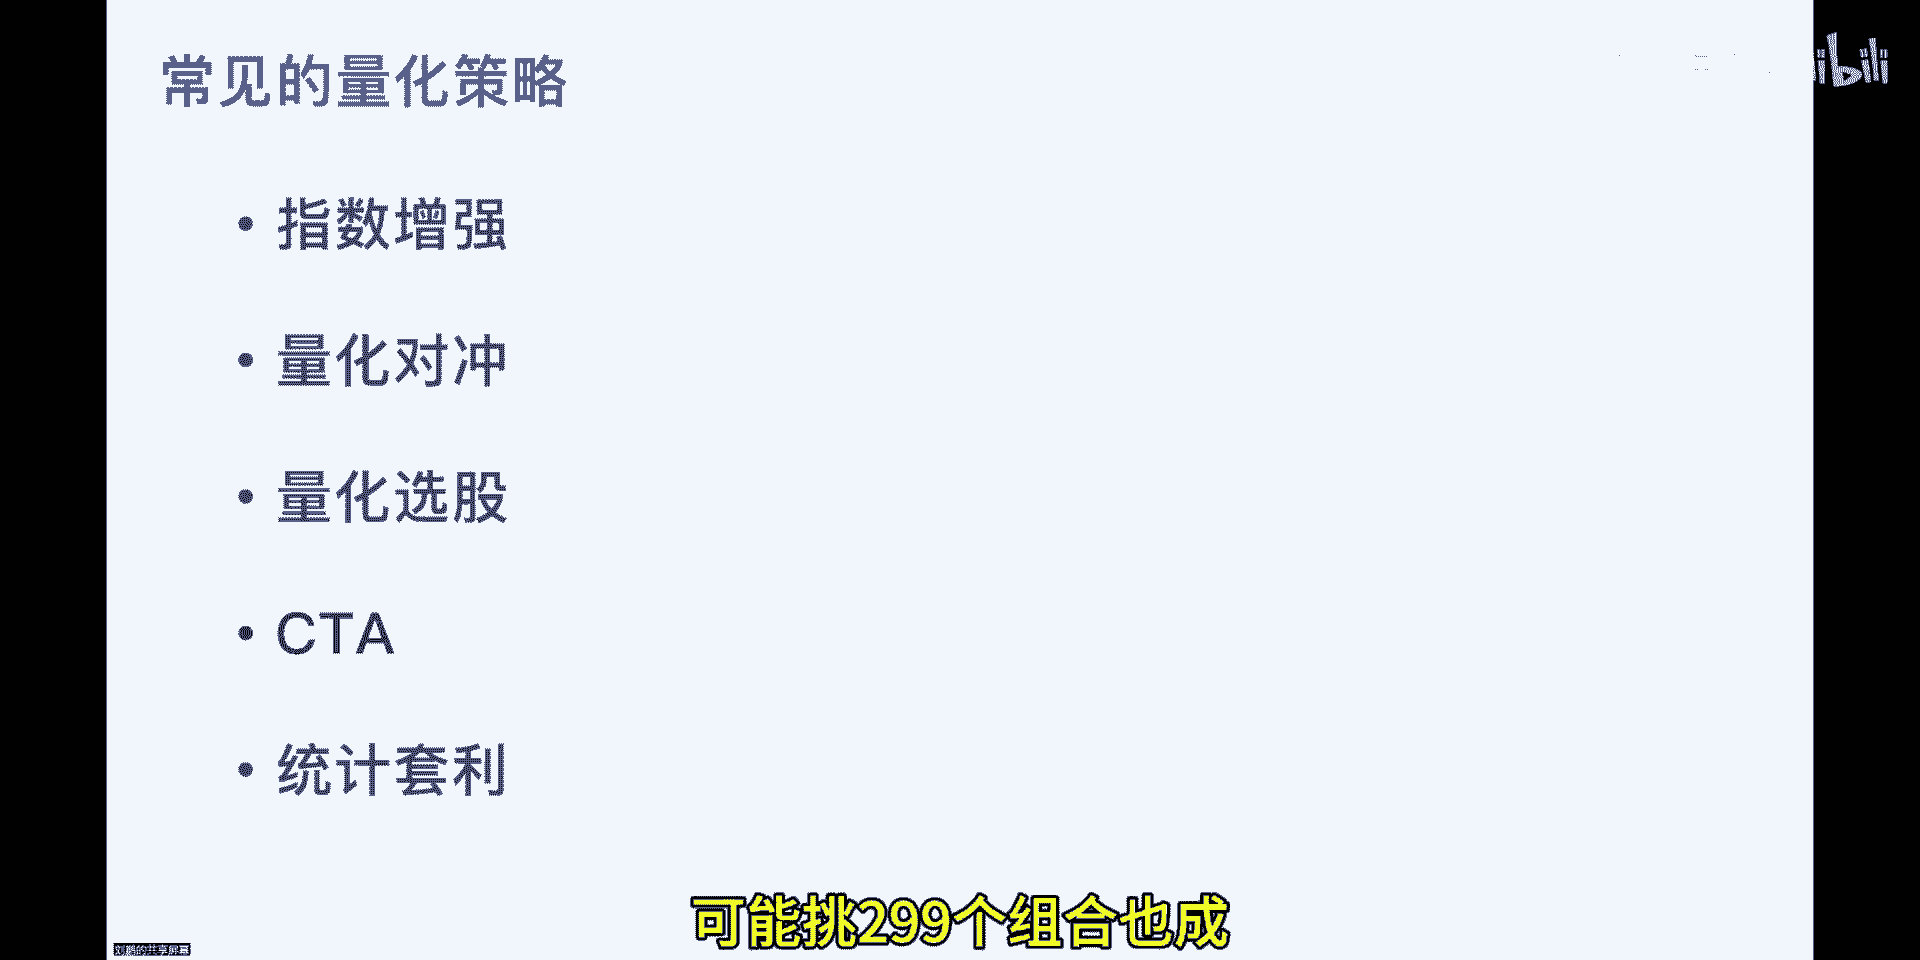 常见的量化策略
ibili
• 指数增强
• 量化对冲
• 量化选股
• CTA
• 统计套利
可能挑299个组合也成
刘鹏的共享屏幕